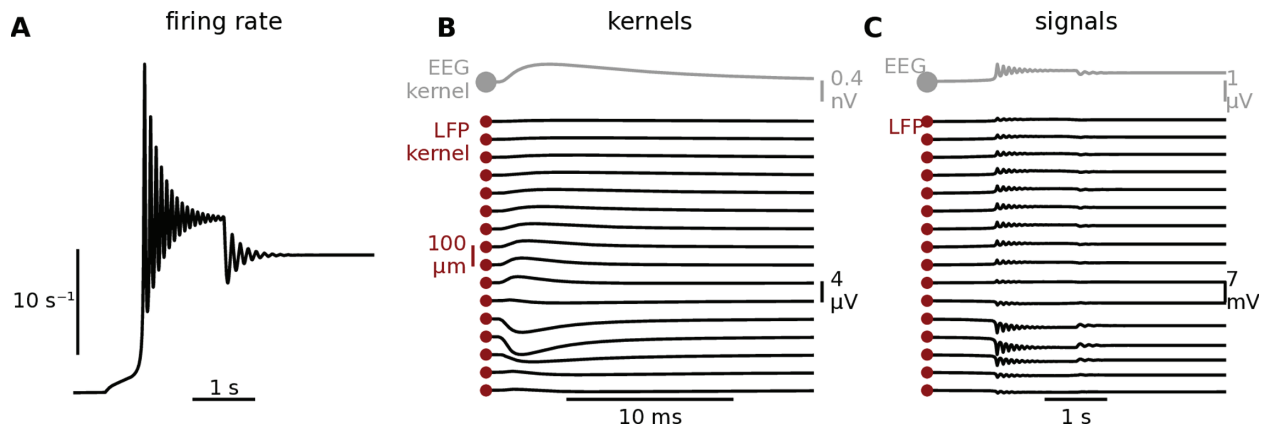 A
firing rate
10 s⁻¹
1 s
B
kernels
EEG
kernel
0.4
nV
LFP
kernel
100
μm
4
μV
10 ms
C
signals
EEG
1
μV
LFP
7
mV
1 s